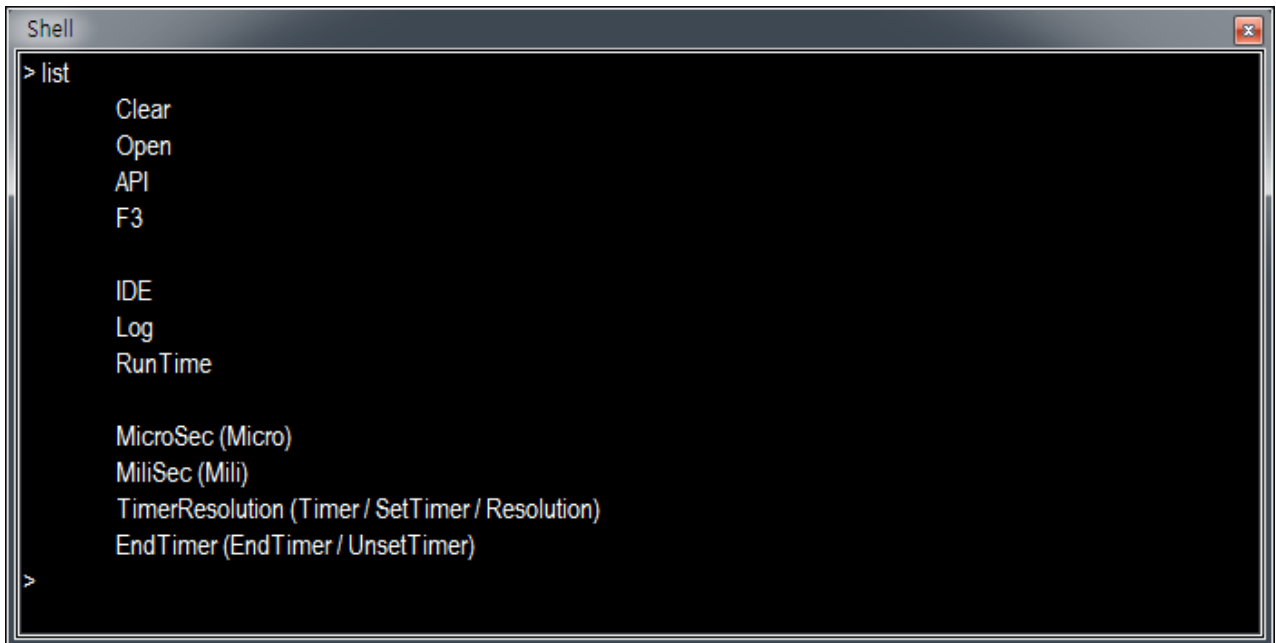 Shell
> list
Clear
Open
API
F3
IDE
Log
RunTime
MicroSec (Micro)
MiliSec (Mili)
TimerResolution (Timer / SetTimer / Resolution)
EndTimer (EndTimer / UnsetTimer)
>